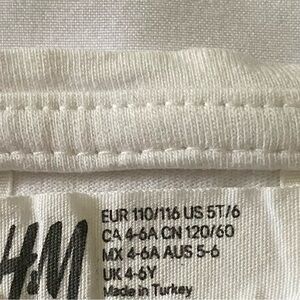 H&M
EUR 110/116 US 5T/6
CA 4-6A CN 120/60
MX 4-6A AUS 5-6
UK 4-6Y
Made in Turkey